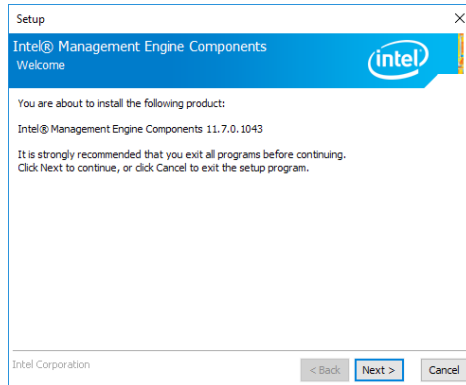 Setup
Intel® Management Engine Components
Welcome
intel
You are about to install the following product:
Intel® Management Engine Components 11.7.0.1043
It is strongly recommended that you exit all programs before continuing.
Click Next to continue, or click Cancel to exit the setup program.
Intel Corporation
< Back Next > Cancel